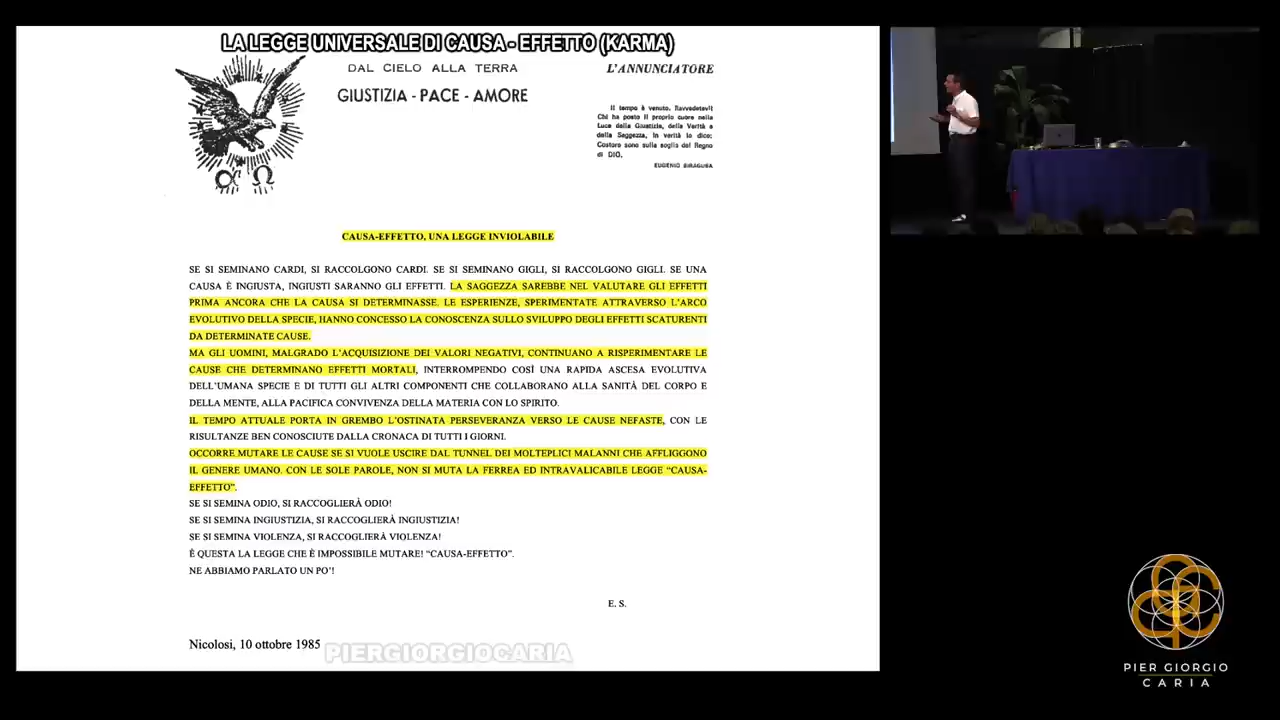 LA LEGGE UNIVERSALE DI CAUSA - EFFETTO (KARMA)
DAL CIELO ALLA TERRA
L'ANNUNCIATORE
GIUSTIZIA - PACE - AMORE
Il tempo è venuto. Ravvedetevi!
Chi ha posto il proprio cuore nella
Luce della Giustizia, della Verità e
della Saggezza, in verità io dico:
Costoro sono sulla soglia del Regno
di DIO.
EUGENIO SIRAGUSA
α Ω
CAUSA-EFFETTO, UNA LEGGE INVIOLABILE
SE SI SEMINANO CARDI, SI RACCOLGONO CARDI. SE SI SEMINANO GIGLI, SI RACCOLGONO GIGLI. SE UNA
CAUSA È INGIUSTA, INGIUSTI SARANNO GLI EFFETTI. LA SAGGEZZA SAREBBE NEL VALUTARE GLI EFFETTI
PRIMA ANCORA CHE LA CAUSA SI DETERMINASSE. LE ESPERIENZE, SPERIMENTATE ATTRAVERSO L'ARCO
EVOLUTIVO DELLA SPECIE, HANNO CONCESSO LA CONOSCENZA SULLO SVILUPPO DEGLI EFFETTI SCATURENTI
DA DETERMINATE CAUSE.
MA GLI UOMINI, MALGRADO L'ACQUISIZIONE DEI VALORI NEGATIVI, CONTINUANO A RISPERIMENTARE LE
CAUSE CHE DETERMINANO EFFETTI MORTALI, INTERROMPENDO COSÌ UNA RAPIDA ASCESA EVOLUTIVA
DELL'UMANA SPECIE E DI TUTTI GLI ALTRI COMPONENTI CHE COLLABORANO ALLA SANITÀ DEL CORPO E
DELLA MENTE, ALLA PACIFICA CONVIVENZA DELLA MATERIA CON LO SPIRITO.
IL TEMPO ATTUALE PORTA IN GREMBO L'OSTINATA PERSEVERANZA VERSO LE CAUSE NEFASTE, CON LE
RISULTANZE BEN CONOSCIUTE DALLA CRONACA DI TUTTI I GIORNI.
OCCORRE MUTARE LE CAUSE SE SI VUOLE USCIRE DAL TUNNEL DEI MOLTEPLICI MALANNI CHE AFFLIGGONO
IL GENERE UMANO. CON LE SOLE PAROLE, NON SI MUTA LA FERREA ED INTRAVALICABILE LEGGE “CAUSA-
EFFETTO”.
SE SI SEMINA ODIO, SI RACCOGLIERÀ ODIO!
SE SI SEMINA INGIUSTIZIA, SI RACCOGLIERÀ INGIUSTIZIA!
SE SI SEMINA VIOLENZA, SI RACCOGLIERÀ VIOLENZA!
È QUESTA LA LEGGE CHE È IMPOSSIBILE MUTARE! “CAUSA-EFFETTO”.
NE ABBIAMO PARLATO UN PO'!
E. S.
Nicolosi, 10 ottobre 1985
PIERGIORGIOCARIA
PIER GIORGIO
CARIA